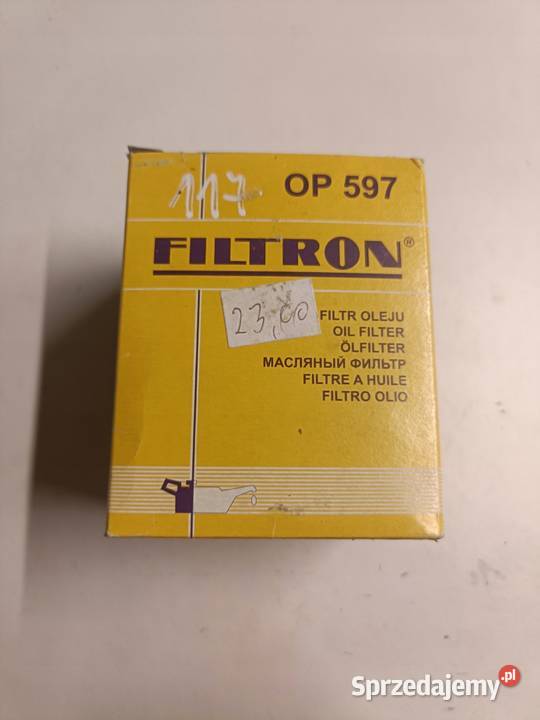 117 OP 597
FILTRON®
23,00
FILTR OLEJU
OIL FILTER
ÖLFILTER
МАСЛЯНЫЙ ФИЛЬТР
FILTRE A HUILE
FILTRO OLIO
Sprzedajemy.pl